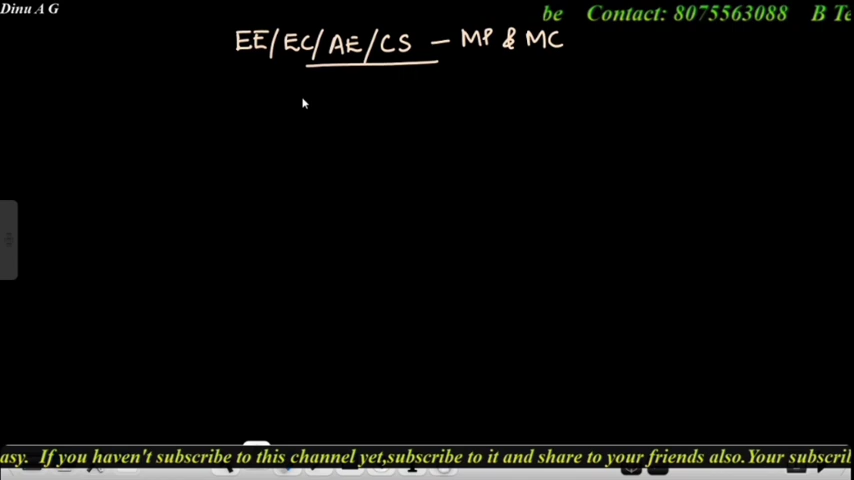 Dinu A G
be Contact: 8075563088 B Te
EE/EC/AE/CS - MP & MC
asy. If you haven't subscribe to this channel yet,subscribe to it and share to your friends also.Your subscri